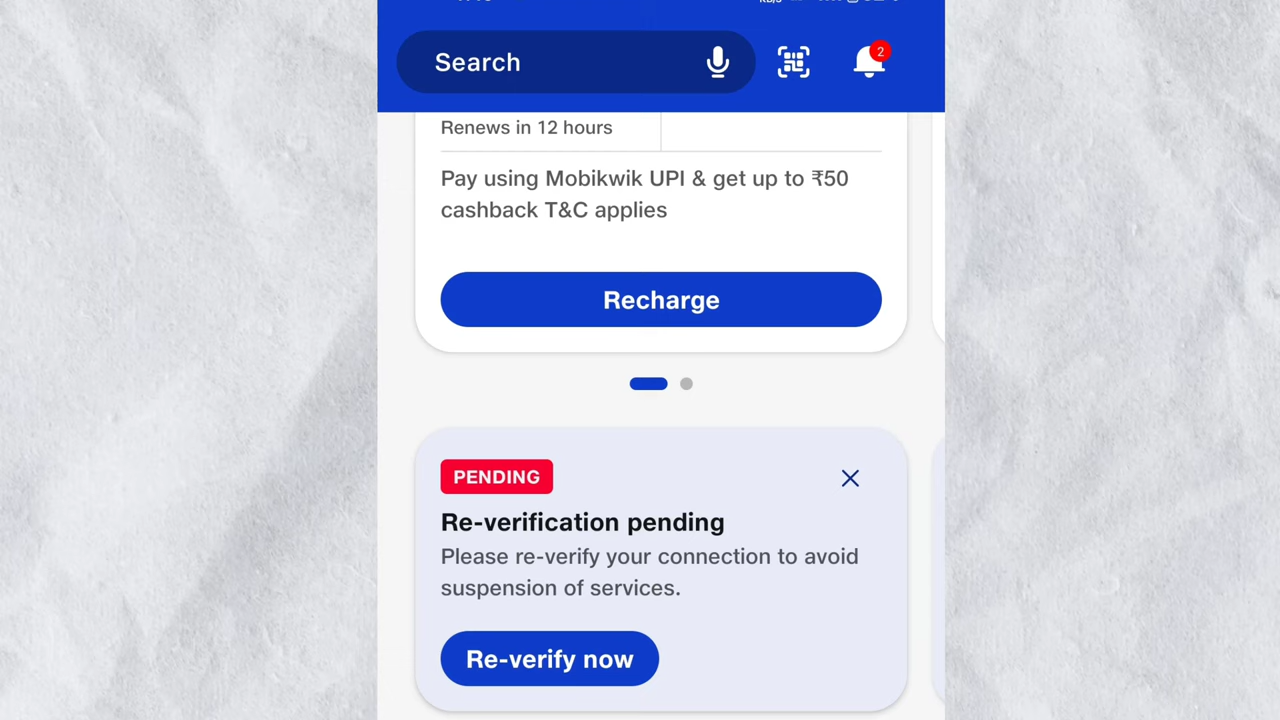 Search
2
Renews in 12 hours
Pay using Mobikwik UPI & get up to ₹50
cashback T&C applies
Recharge
PENDING
Re-verification pending
Please re-verify your connection to avoid
suspension of services.
Re-verify now